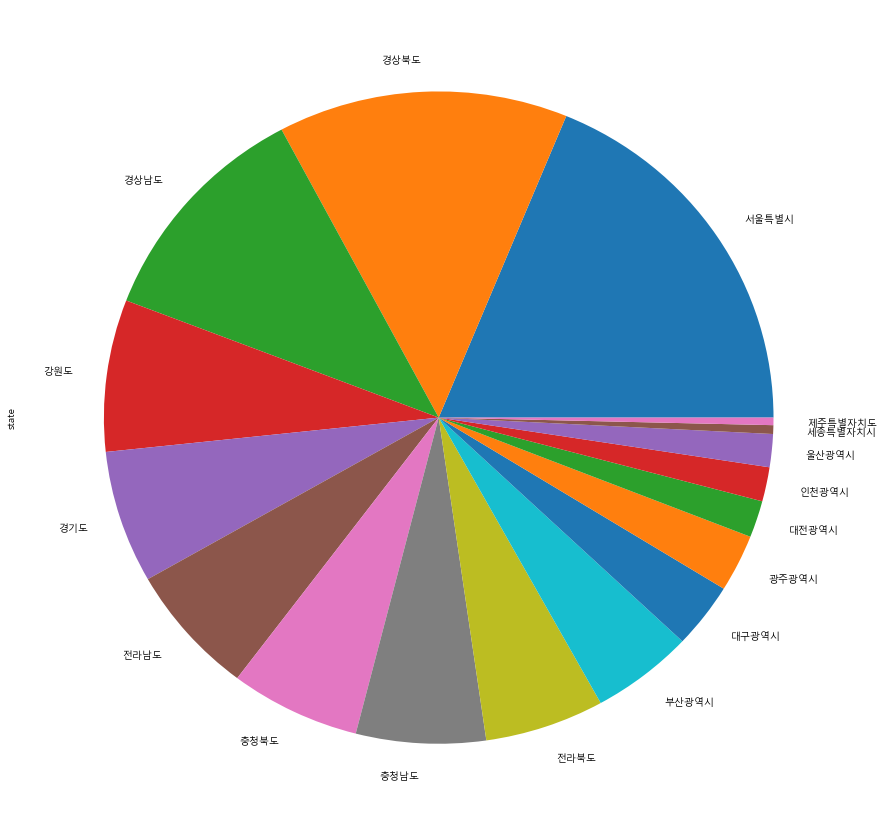 경상북도
경상남도
서울특별시
강원도
state
제주특별자치도
세종특별자치시
울산광역시
인천광역시
경기도
대전광역시
광주광역시
대구광역시
전라남도
부산광역시
충청북도
전라북도
충청남도